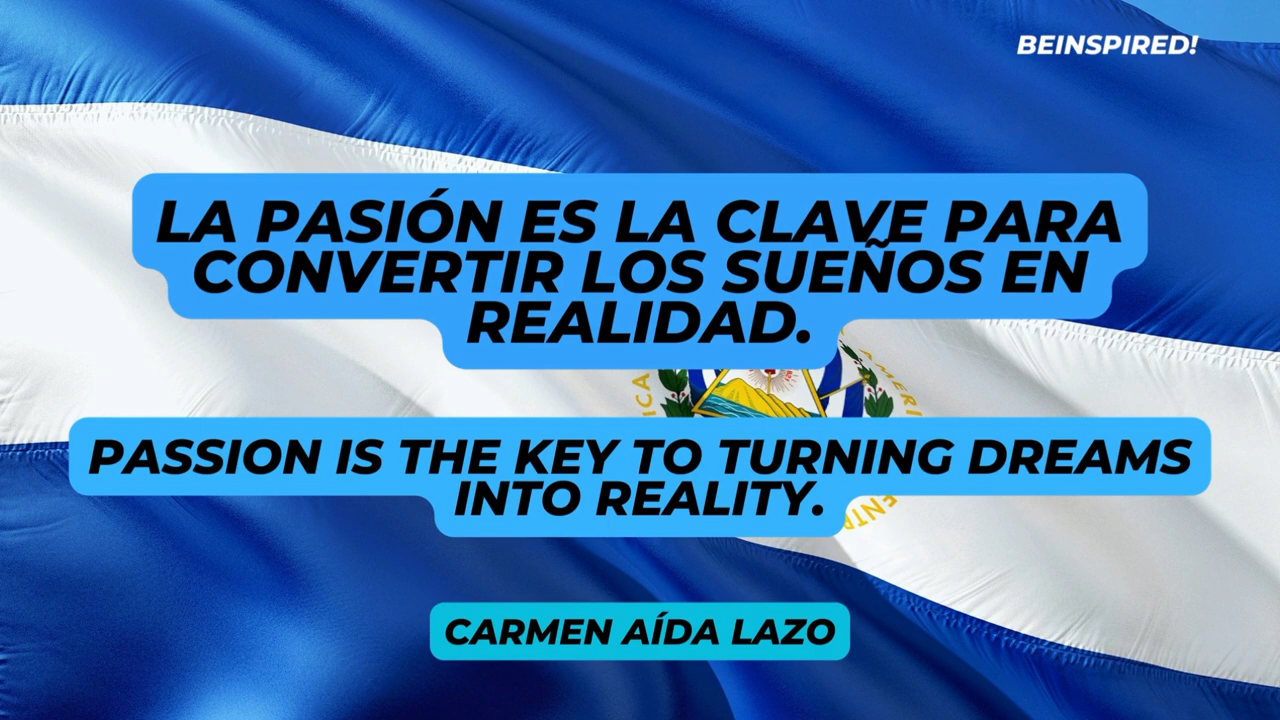 BEINSPIRED!
LA PASIÓN ES LA CLAVE PARA
CONVERTIR LOS SUEÑOS EN
REALIDAD.
PASSION IS THE KEY TO TURNING DREAMS
INTO REALITY.
CARMEN AÍDA LAZO